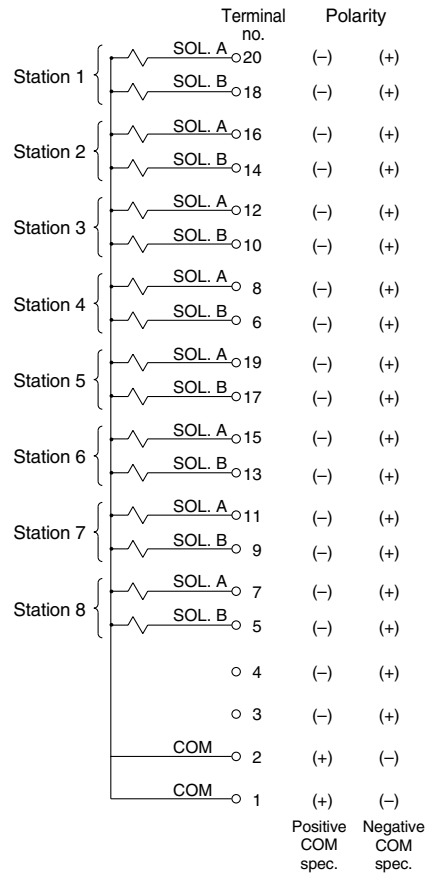 Terminal no. Polarity
Station 1 SOL. A 20 (–) (+)
SOL. B 18 (–) (+)
Station 2 SOL. A 16 (–) (+)
SOL. B 14 (–) (+)
Station 3 SOL. A 12 (–) (+)
SOL. B 10 (–) (+)
Station 4 SOL. A 8 (–) (+)
SOL. B 6 (–) (+)
Station 5 SOL. A 19 (–) (+)
SOL. B 17 (–) (+)
Station 6 SOL. A 15 (–) (+)
SOL. B 13 (–) (+)
Station 7 SOL. A 11 (–) (+)
SOL. B 9 (–) (+)
Station 8 SOL. A 7 (–) (+)
SOL. B 5 (–) (+)
4 (–) (+)
3 (–) (+)
COM 2 (+) (–)
COM 1 (+) (–)
Positive COM spec. Negative COM spec.